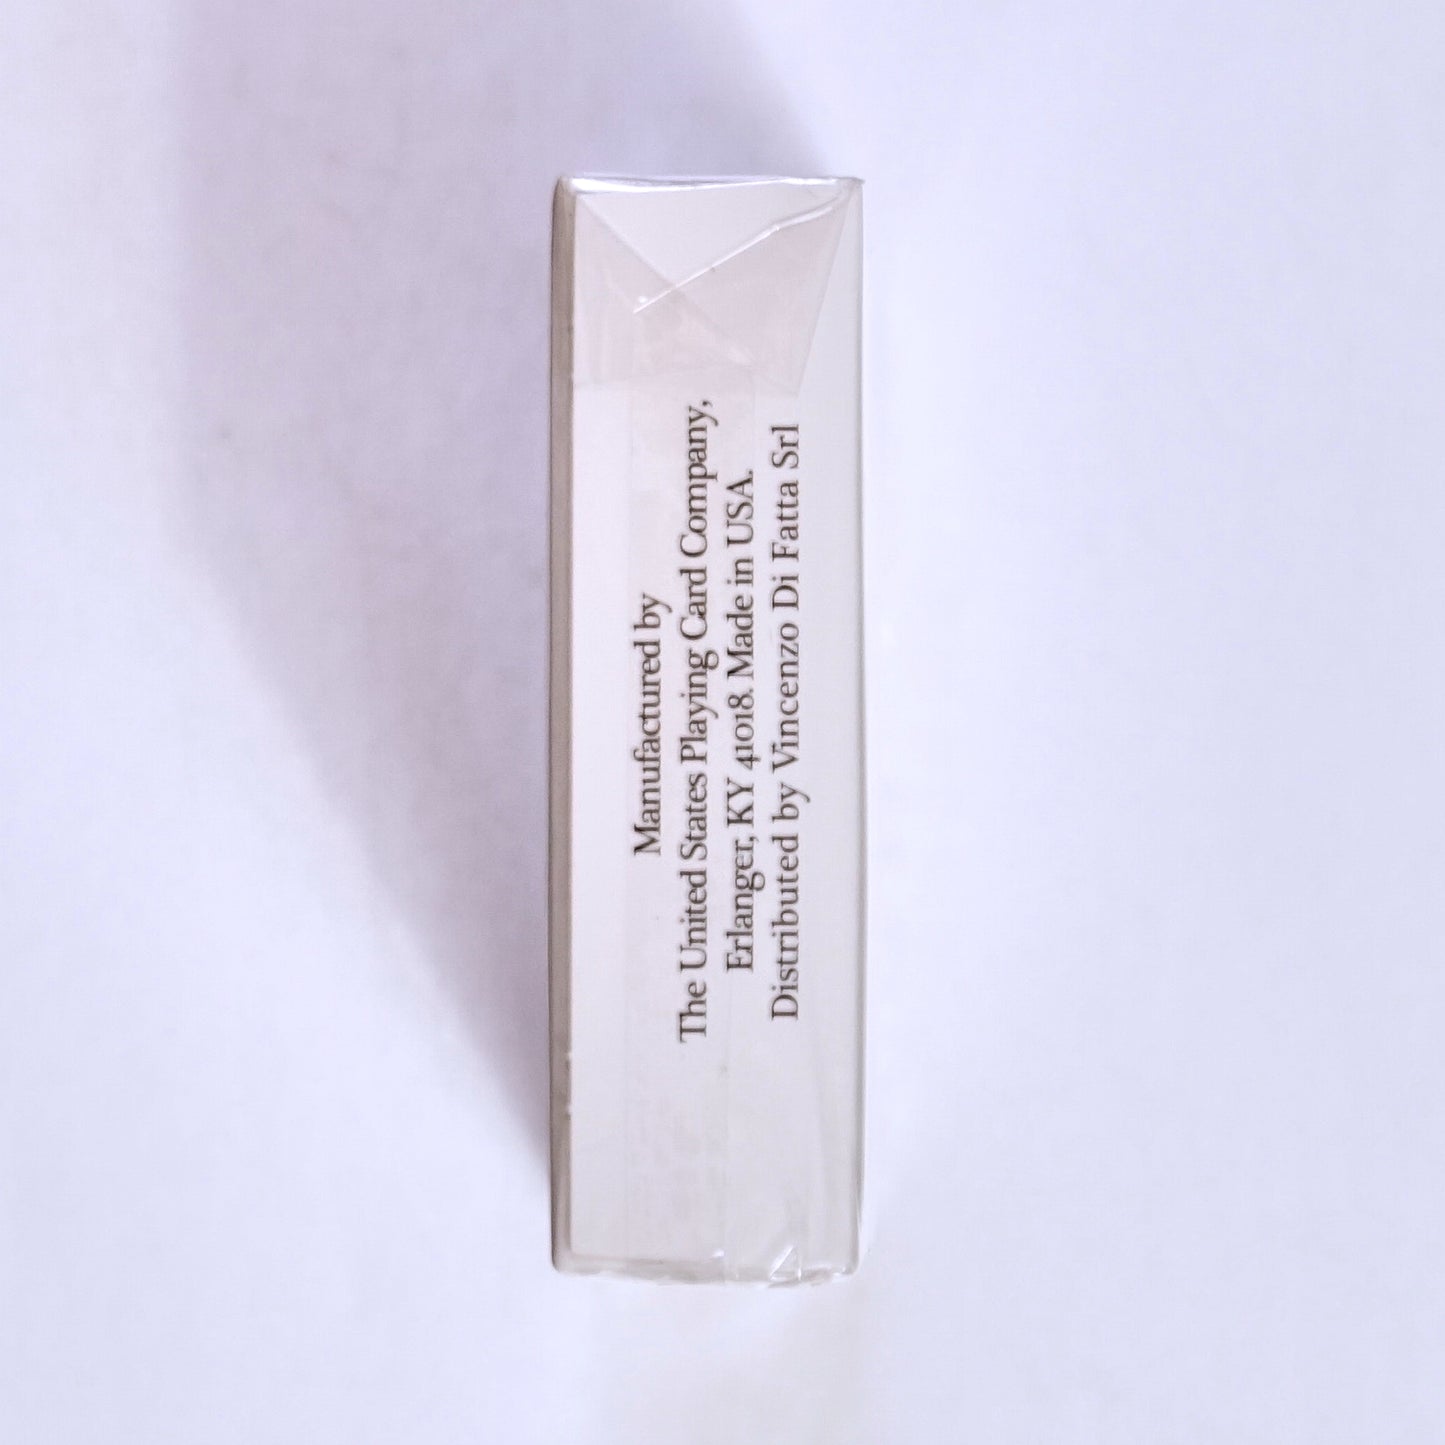 Manufactured by
The United States Playing Card Company,
Erlanger, KY 41018. Made in USA.
Distributed by Vincenzo Di Fatta Srl